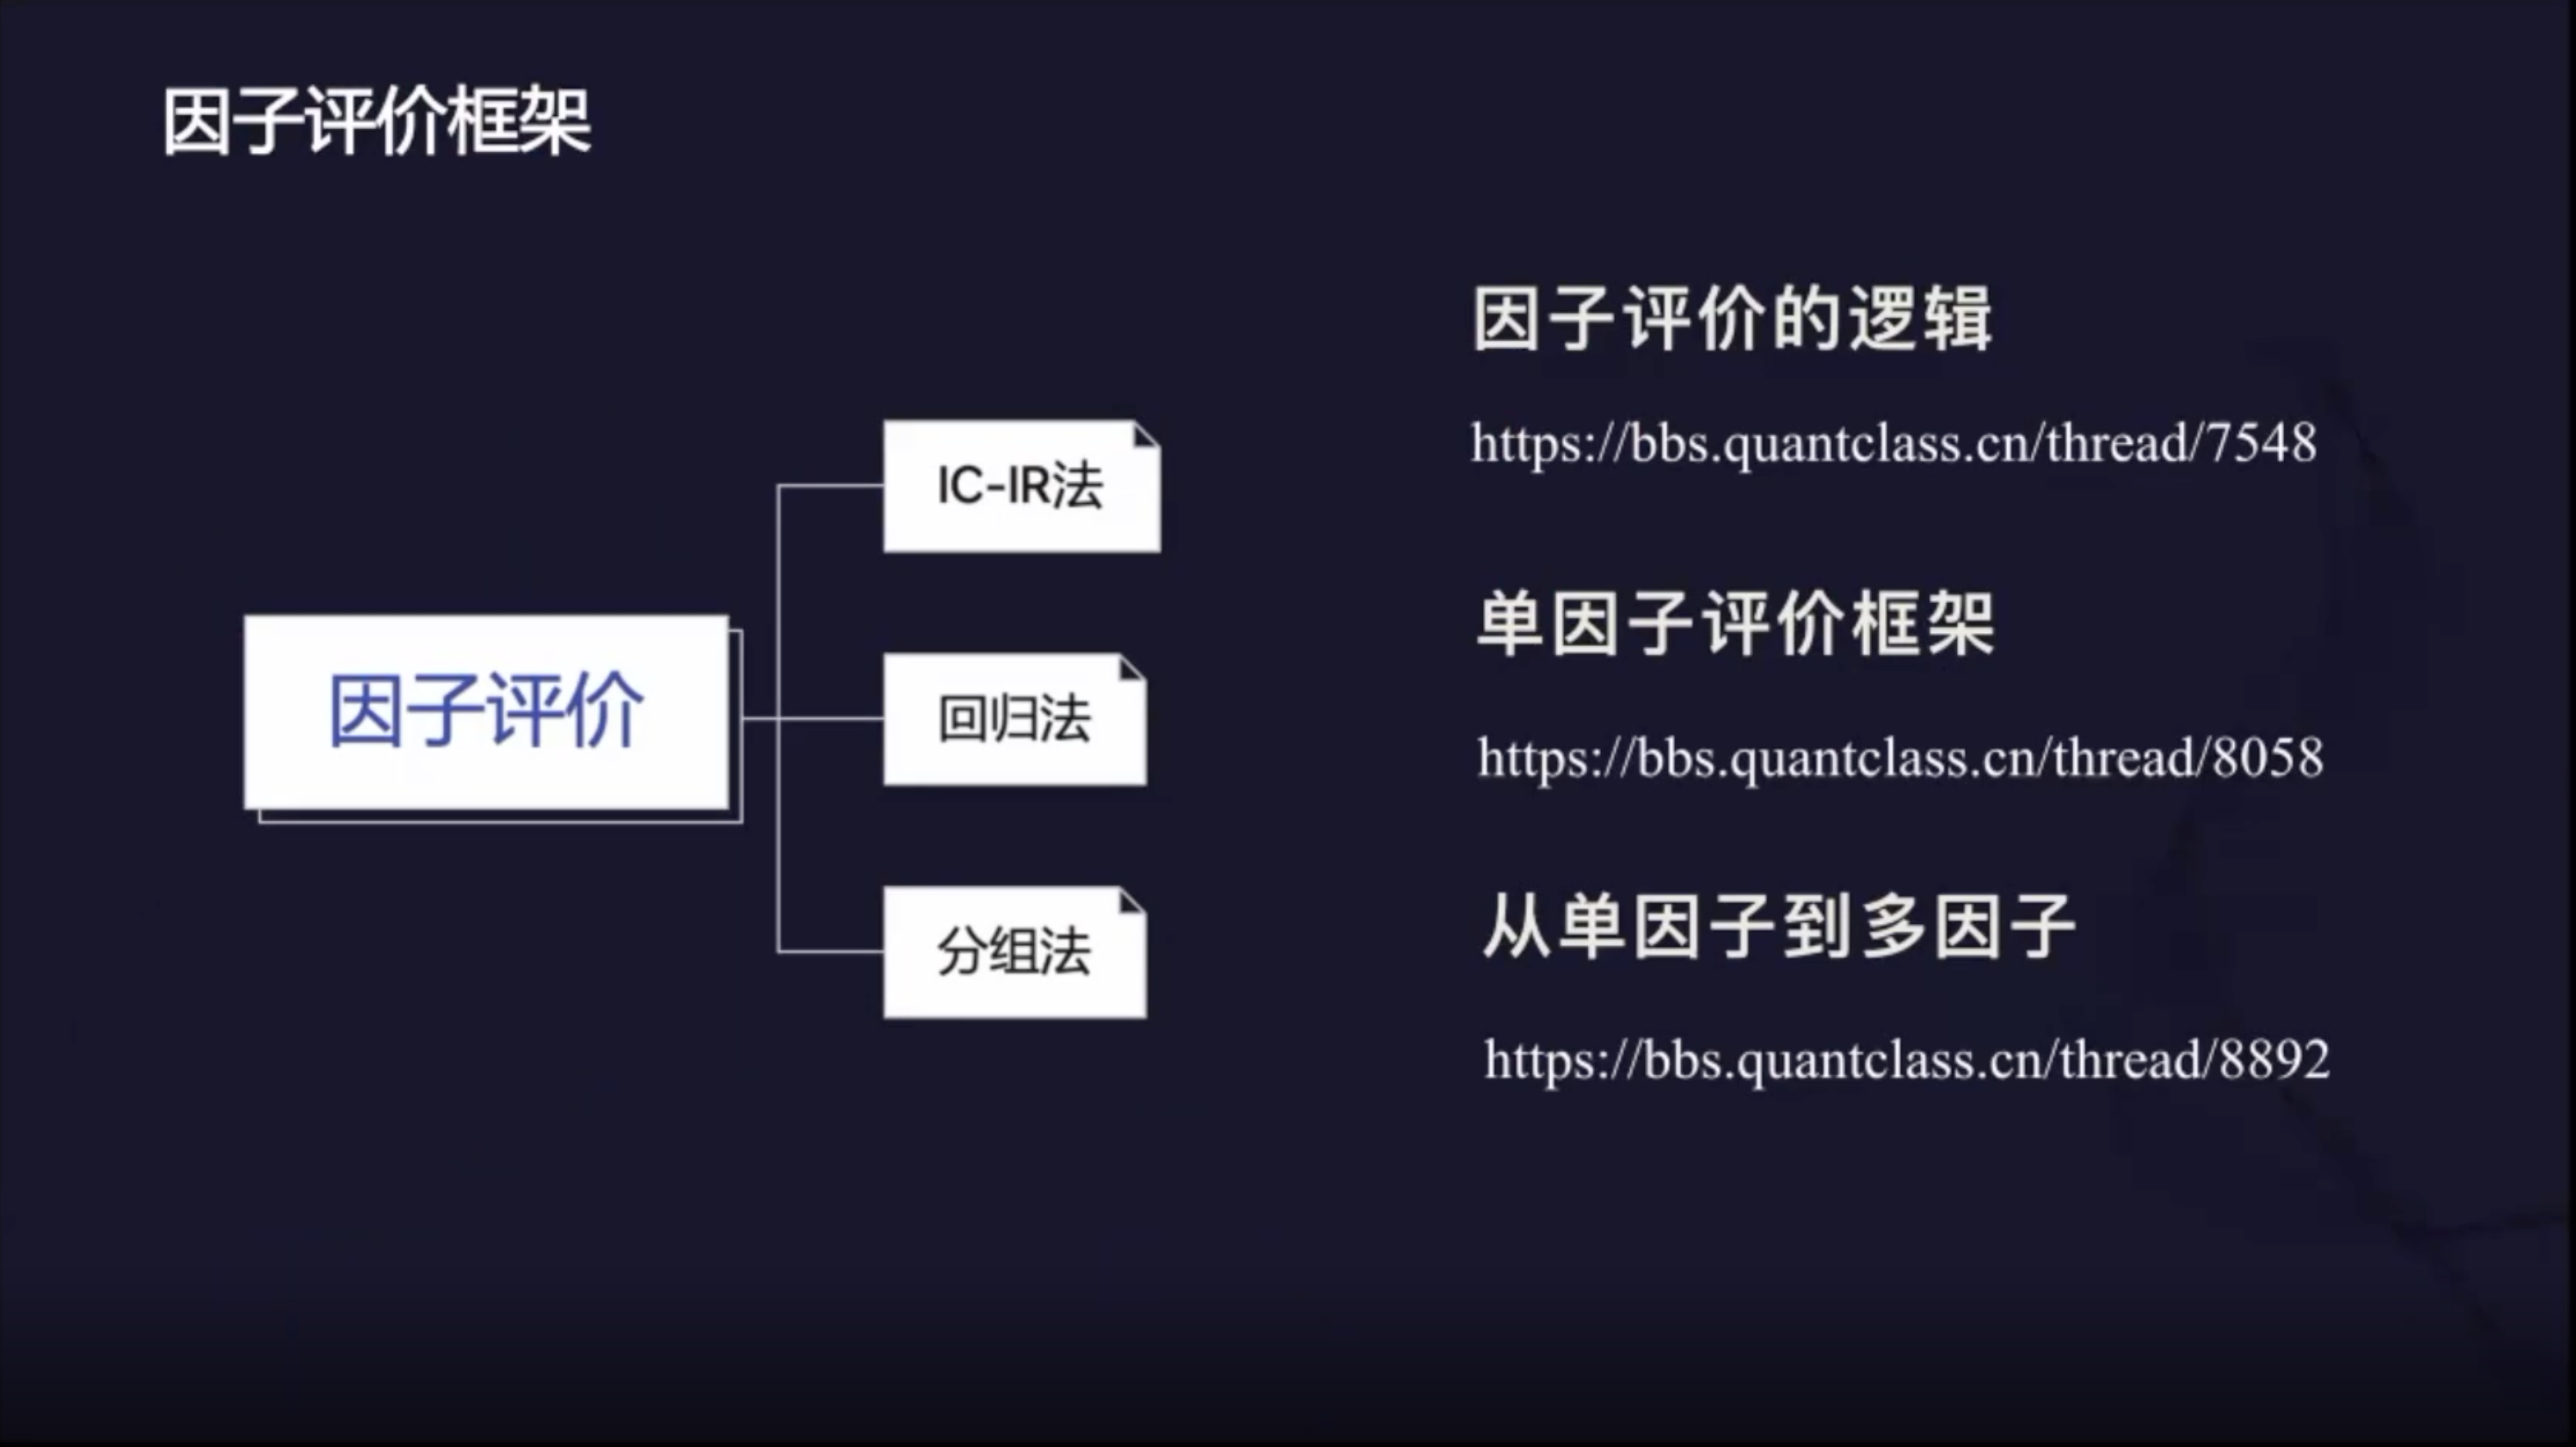 因子评价框架
因子评价
IC-IR法
回归法
分组法
因子评价的逻辑
https://bbs.quantclass.cn/thread/7548
单因子评价框架
https://bbs.quantclass.cn/thread/8058
从单因子到多因子
https://bbs.quantclass.cn/thread/8892